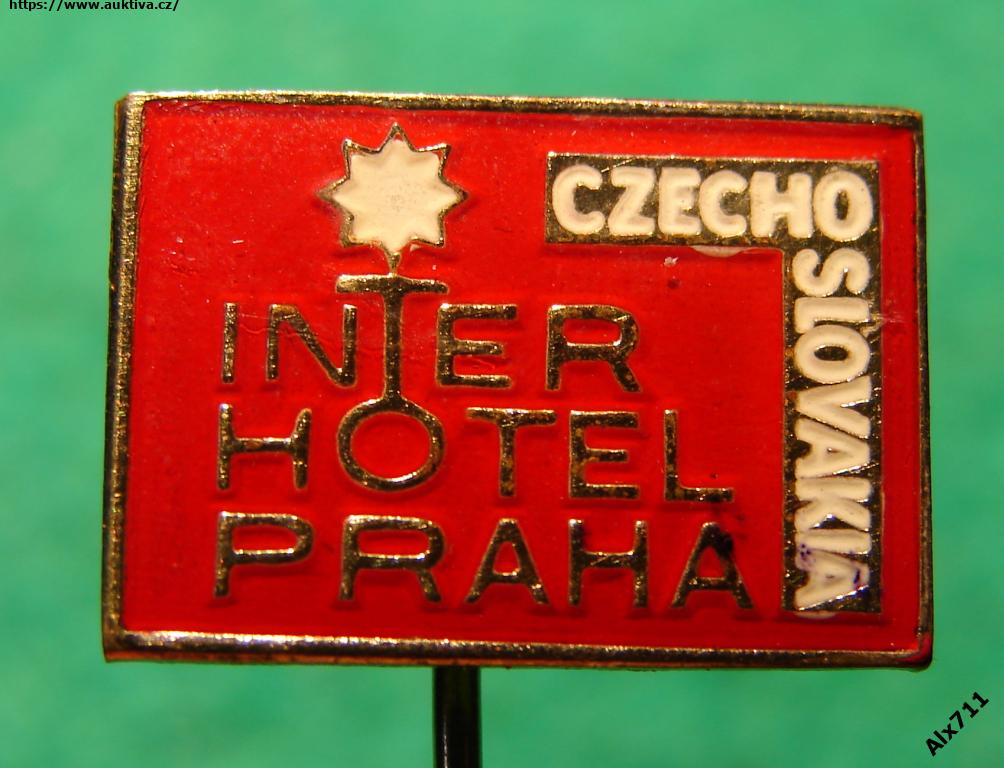 https://www.auktiva.cz/
CZECHO
SLOVAKIA
INTER
HOTEL
PRAHA
Alx711